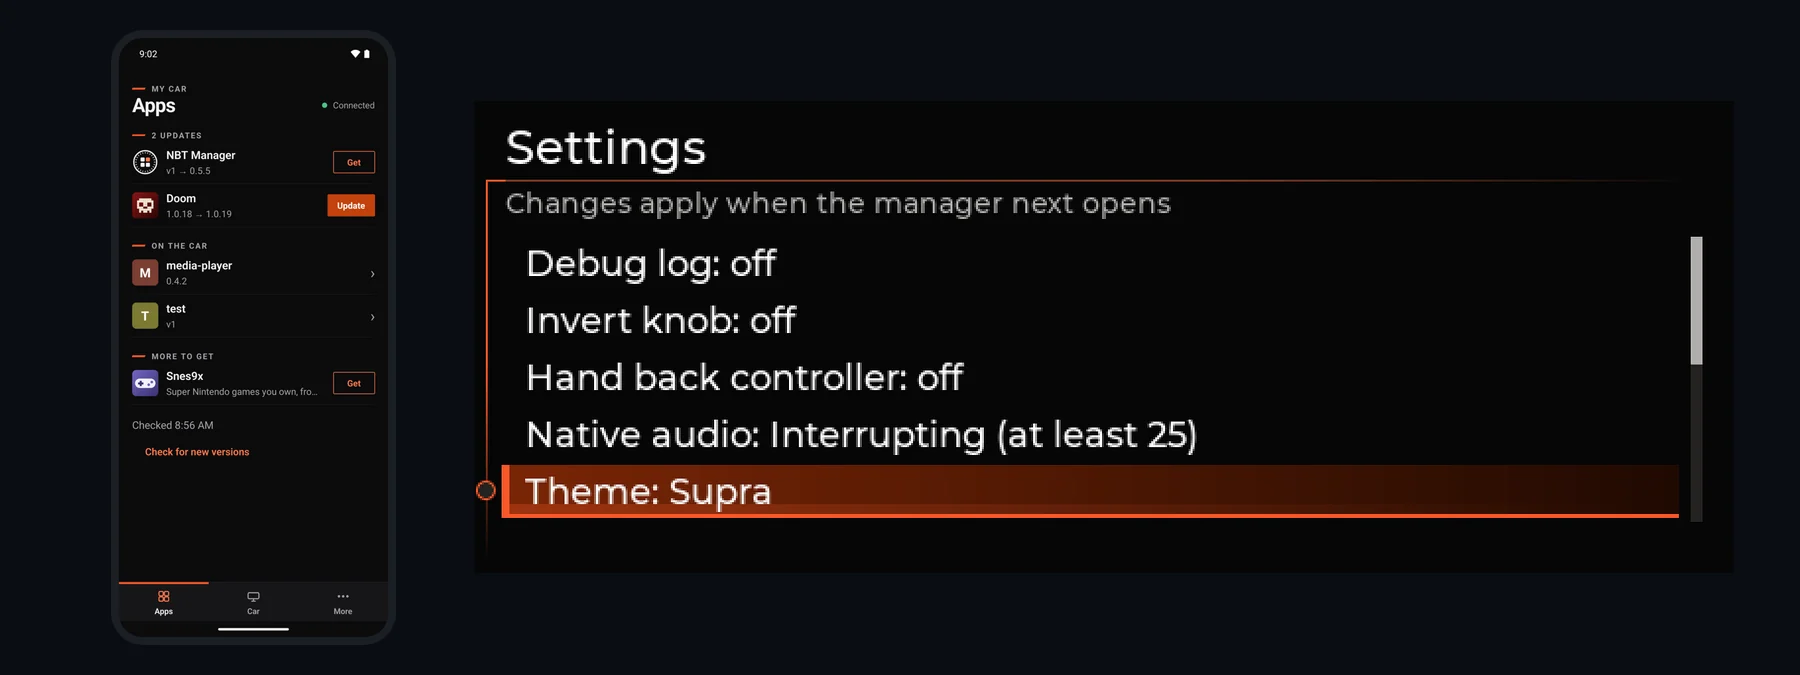 9:02
MY CAR
Apps
Connected
2 UPDATES
NBT Manager
v1 → 0.5.5
Get
Doom
1.0.18 → 1.0.19
Update
ON THE CAR
M
media-player
0.4.2
T
test
v1
MORE TO GET
Snes9x
Super Nintendo games you own, fro...
Get
Checked 8:56 AM
Check for new versions
Apps
Car
More
Settings
Changes apply when the manager next opens
Debug log: off
Invert knob: off
Hand back controller: off
Native audio: Interrupting (at least 25)
Theme: Supra